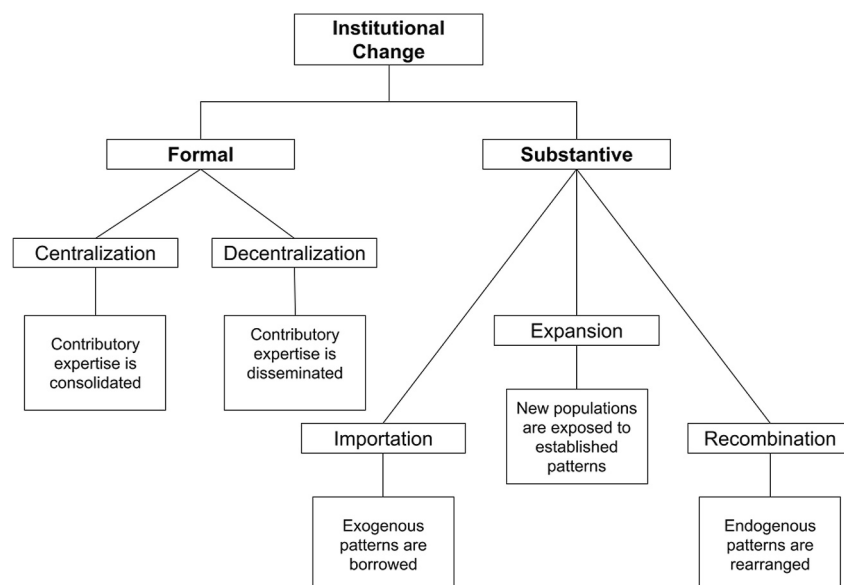 Institutional
Change
Formal
Substantive
Centralization
Decentralization
Contributory
expertise is
consolidated
Contributory
expertise is
disseminated
Expansion
New populations
are exposed to
established
patterns
Importation
Recombination
Exogenous
patterns are
borrowed
Endogenous
patterns are
rearranged